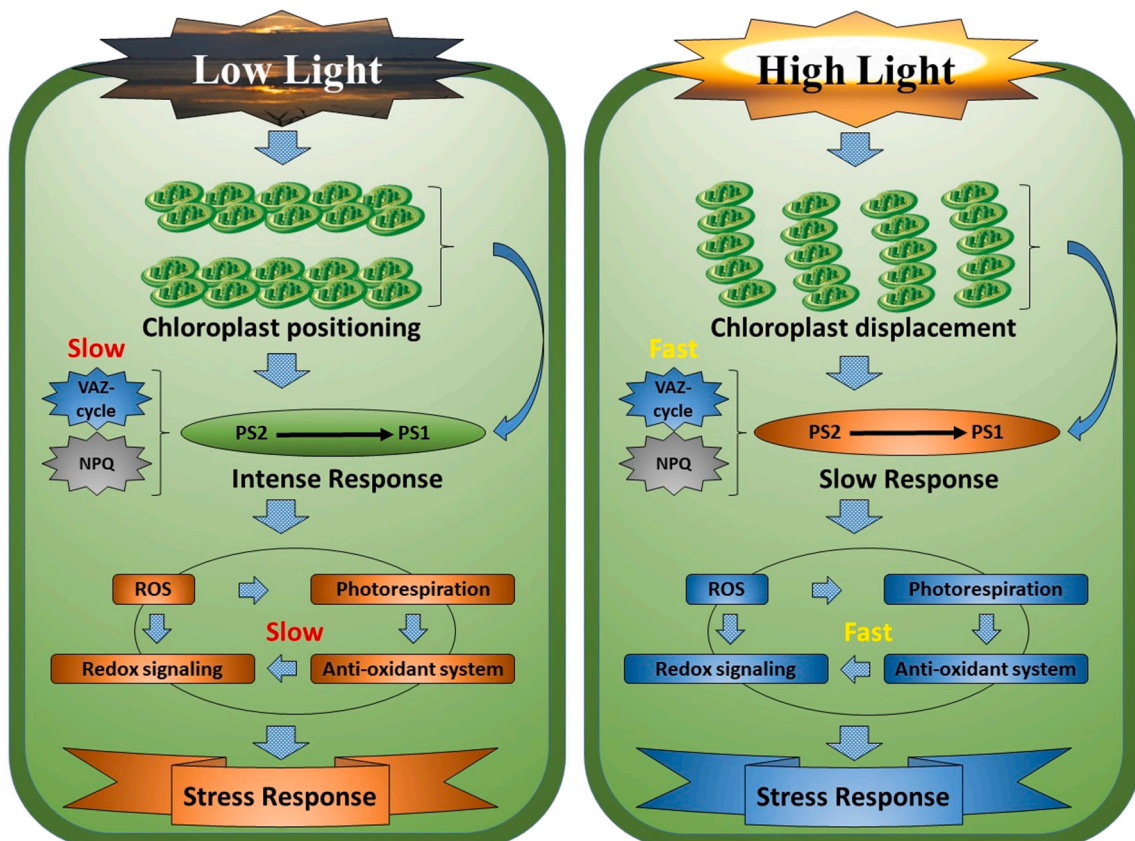 Low Light
Chloroplast positioning
Slow
VAZ-
cycle
NPQ
PS2 PS1
Intense Response
ROS
Photorespiration
Slow
Redox signaling
Anti-oxidant system
Stress Response
High Light
Chloroplast displacement
Fast
VAZ-
cycle
NPQ
PS2 PS1
Slow Response
ROS
Photorespiration
Fast
Redox signaling
Anti-oxidant system
Stress Response